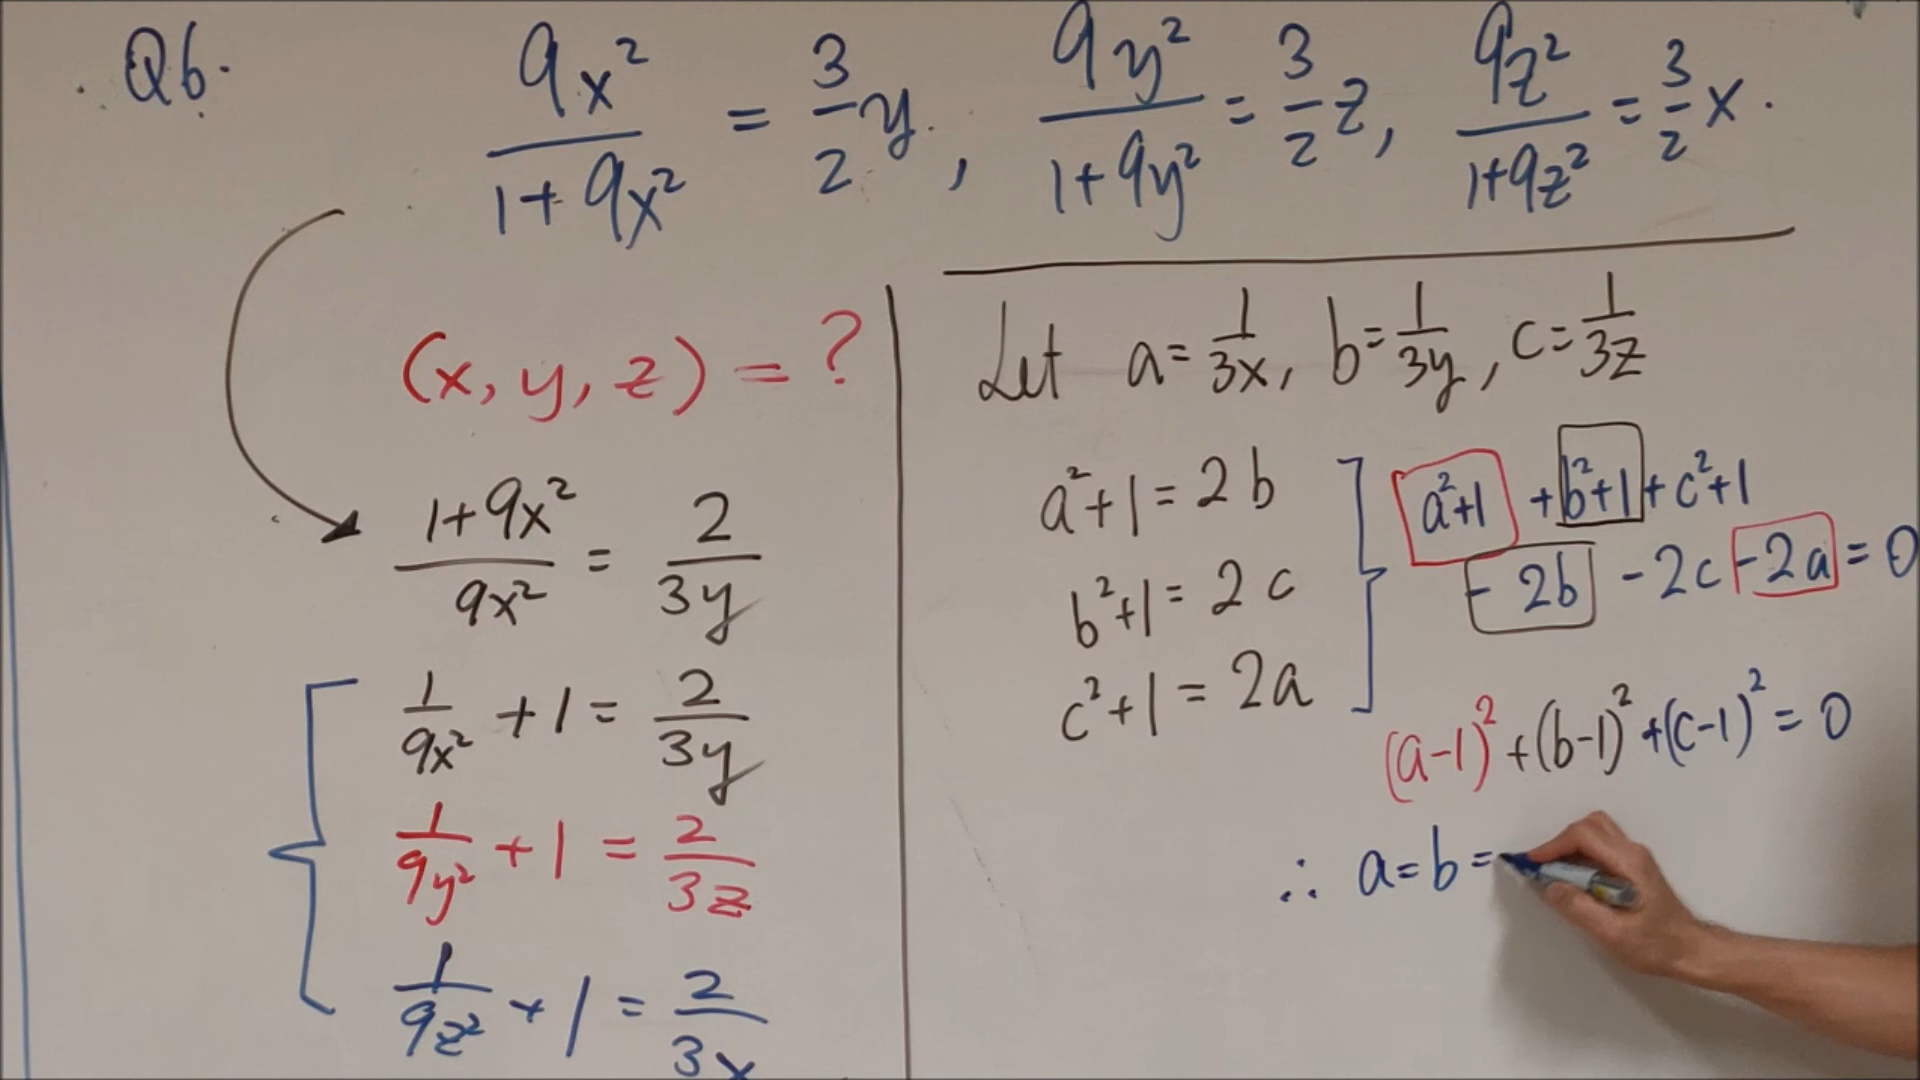 Q6. 9x²/(1+9x²) = 3/2 y, 9y²/(1+9y²) = 3/2 z, 9z²/(1+9z²) = 3/2 x.
(x, y, z) = ?
(1+9x²)/(9x²) = 2/(3y)
1/(9x²) + 1 = 2/(3y)
1/(9y²) + 1 = 2/(3z)
1/(9z²) + 1 = 2/(3x)
Let a = 1/(3x), b = 1/(3y), c = 1/(3z)
a²+1 = 2b
b²+1 = 2c
c²+1 = 2a
a²+1 + b²+1 + c²+1
- 2b - 2c - 2a = 0
(a-1)² + (b-1)² + (c-1)² = 0
∴ a = b =